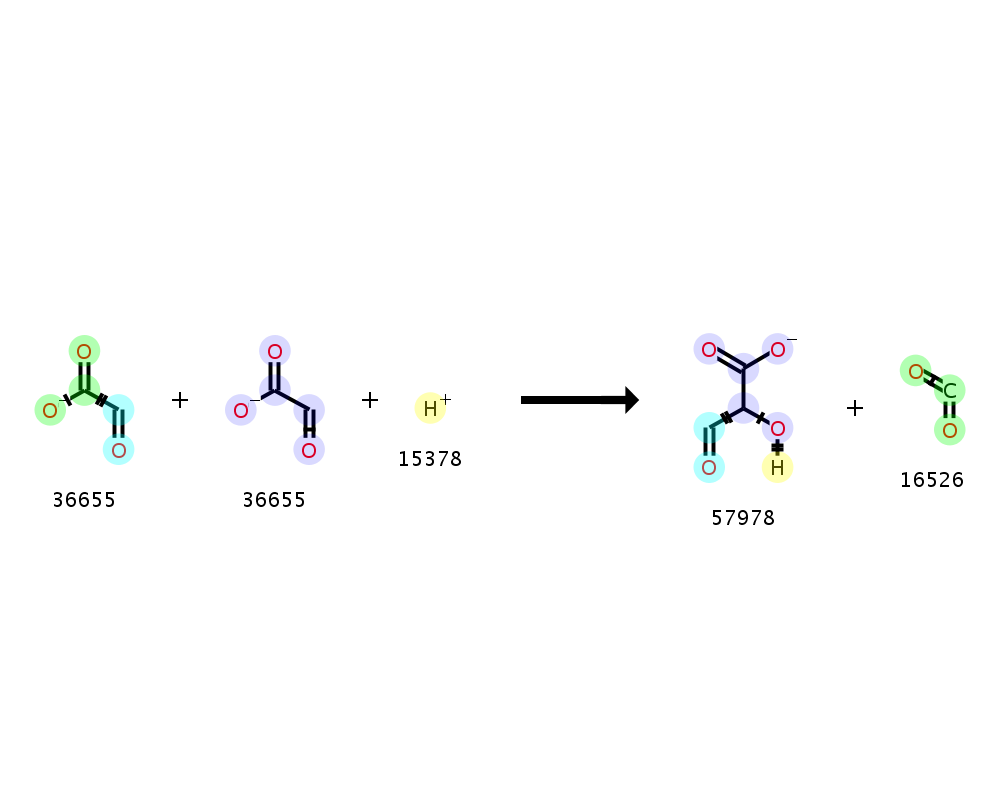 O O⁻ O + O O⁻ O + H⁺ O O⁻ O O H + O C O
36655 36655 15378 57978 16526